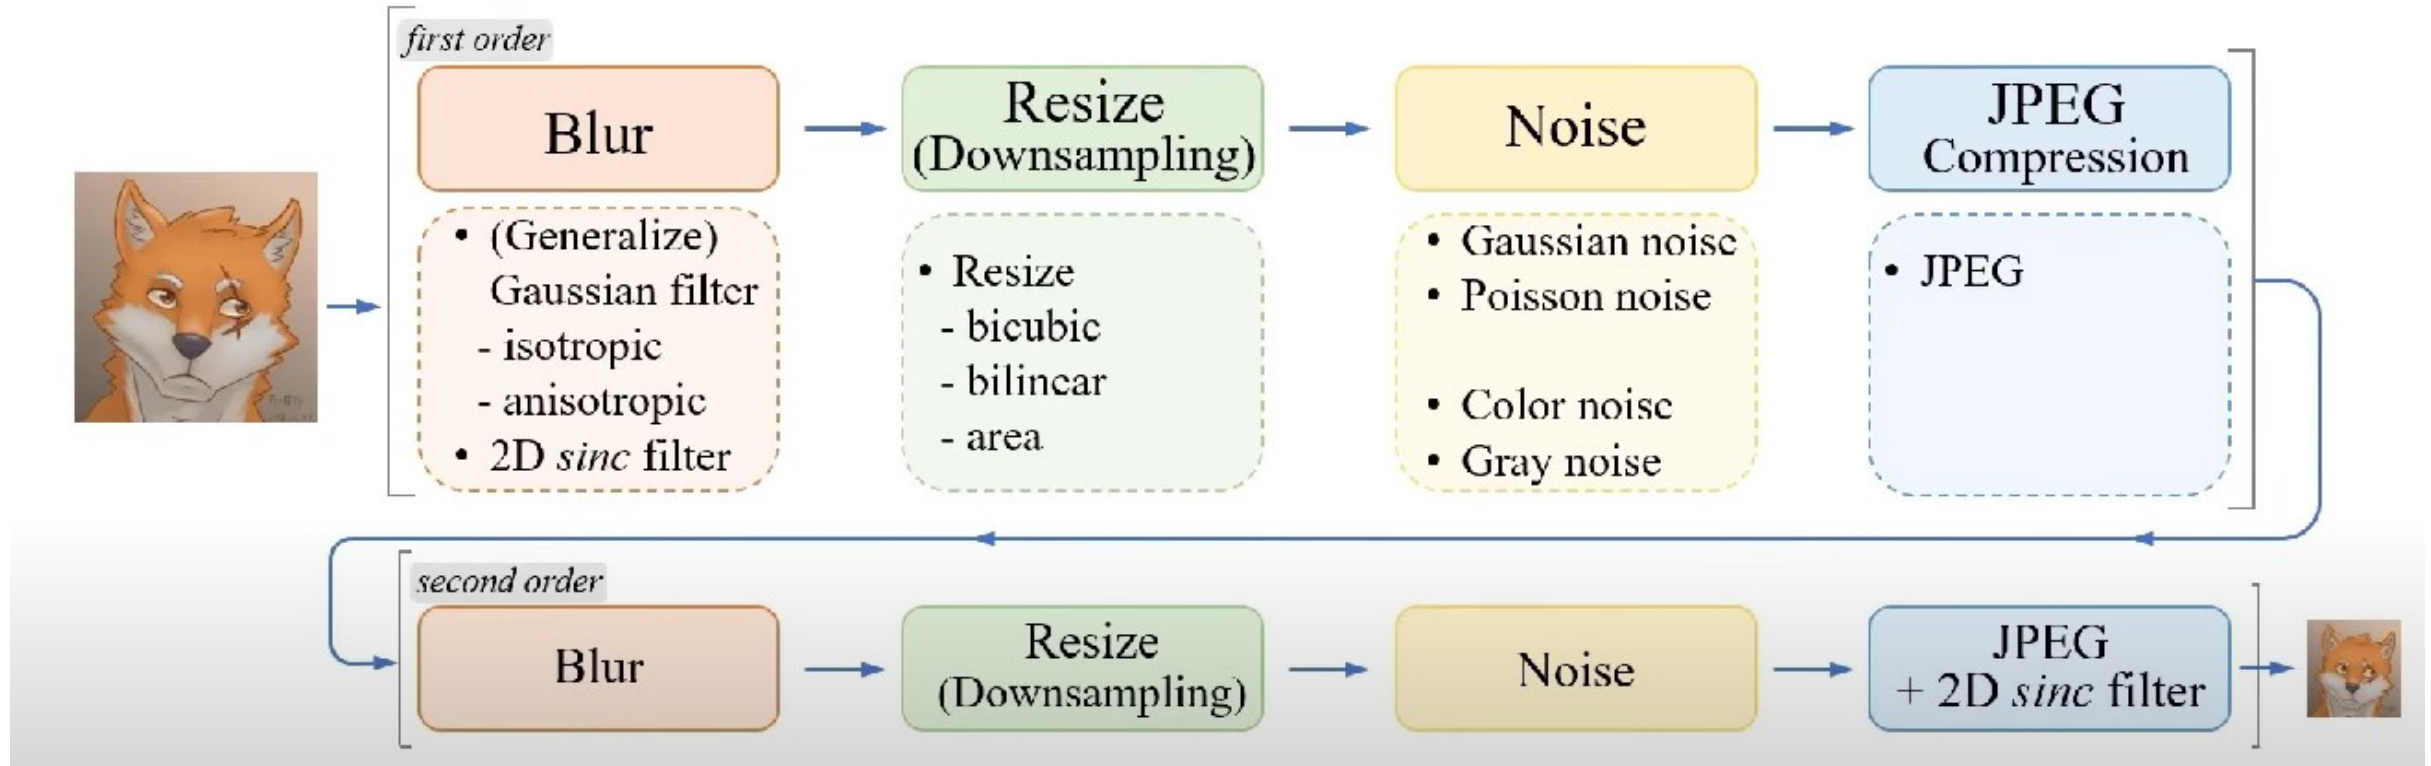 first order
Blur
Resize
(Downsampling)
Noise
JPEG
Compression
• (Generalize)
Gaussian filter
- isotropic
- anisotropic
• 2D sinc filter
• Resize
- bicubic
- bilinear
- area
• Gaussian noise
• Poisson noise
• Color noise
• Gray noise
• JPEG
second order
Blur
Resize
(Downsampling)
Noise
JPEG
+ 2D sinc filter